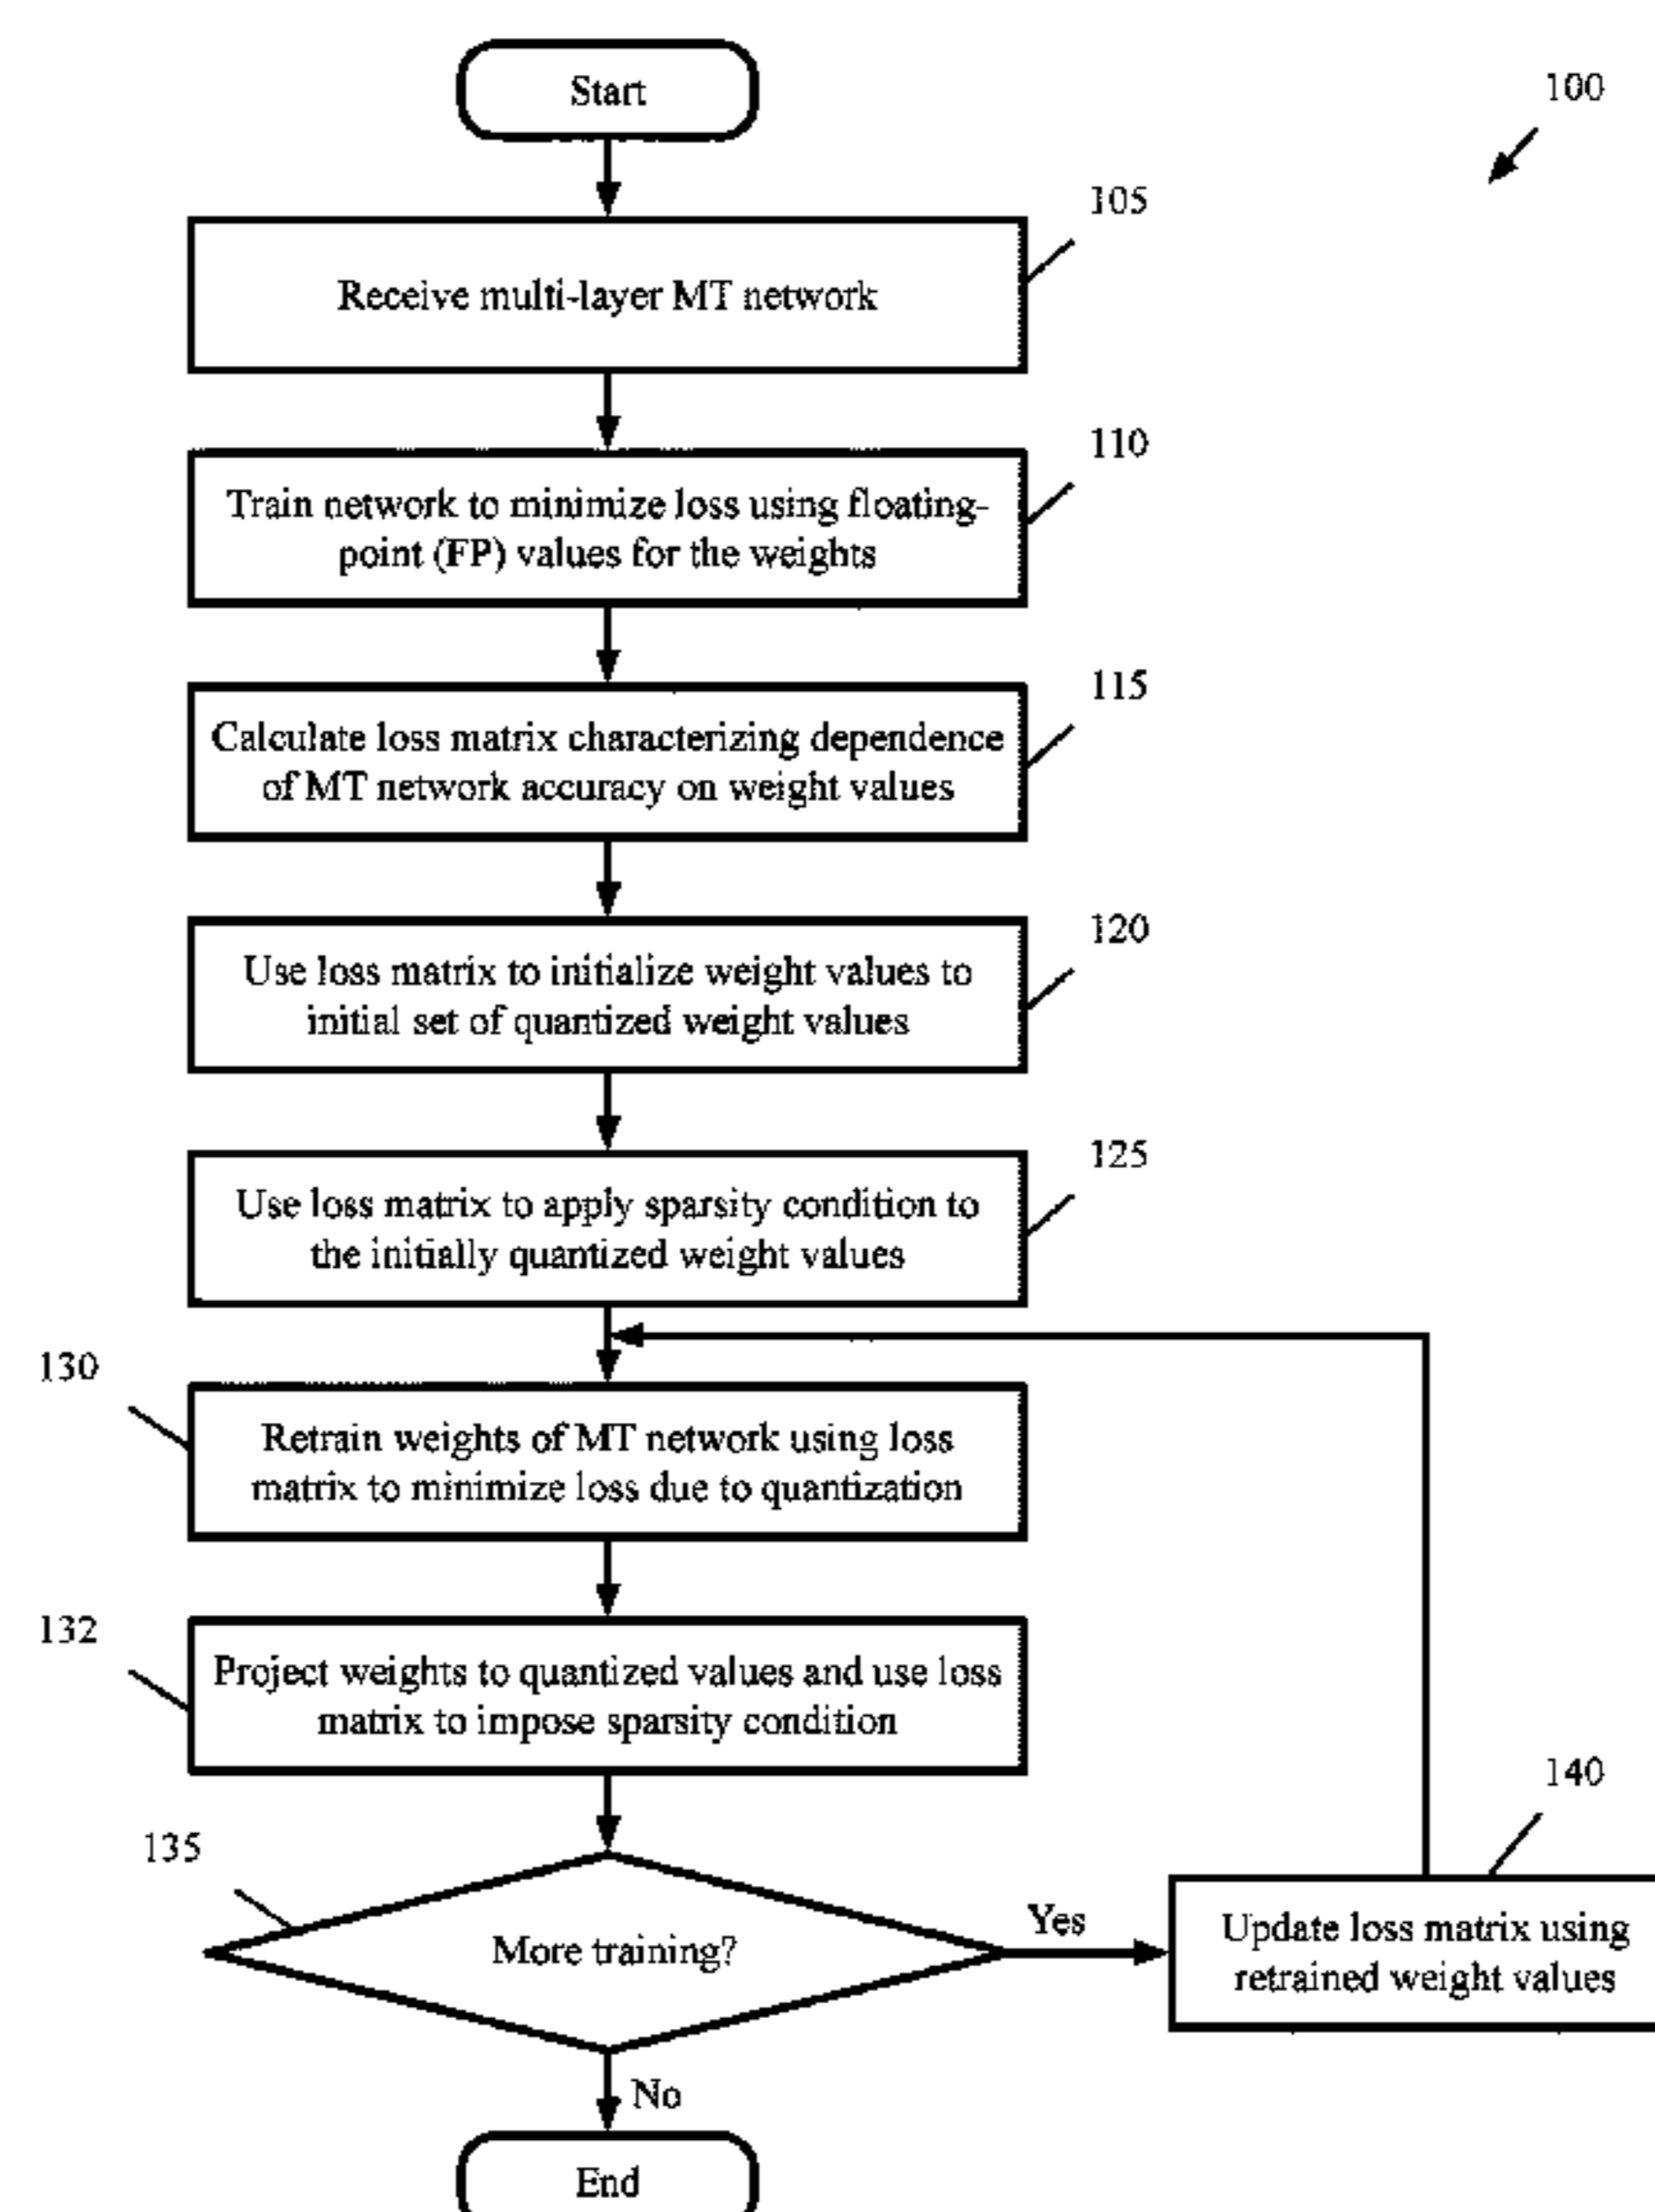 Start
100
105
Receive multi-layer MT network
110
Train network to minimize loss using floating-
point (FP) values for the weights
115
Calculate loss matrix characterizing dependence
of MT network accuracy on weight values
120
Use loss matrix to initialize weight values to
initial set of quantized weight values
125
Use loss matrix to apply sparsity condition to
the initially quantized weight values
130
Retrain weights of MT network using loss
matrix to minimize loss due to quantization
132
Project weights to quantized values and use loss
matrix to impose sparsity condition
140
135
More training?
Yes
Update loss matrix using
retrained weight values
No
End